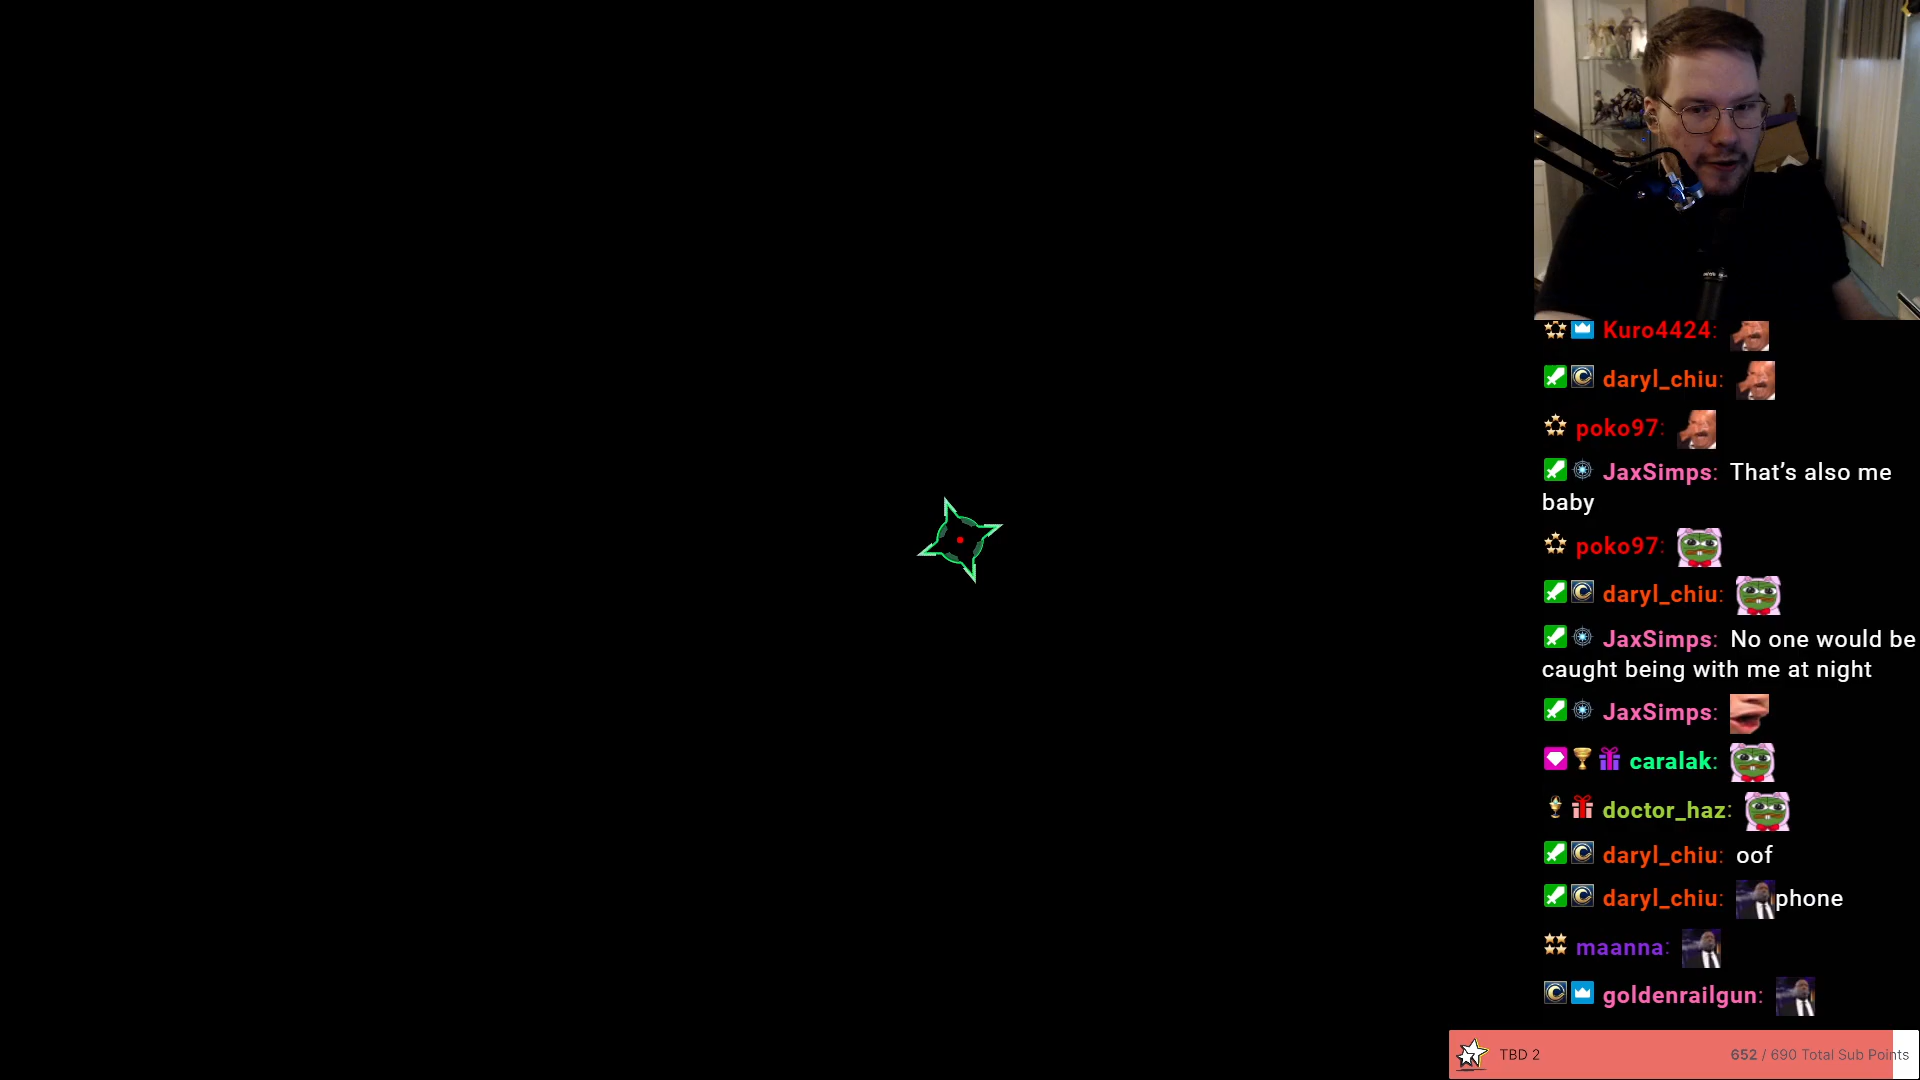 Kuro4424:
daryl_chiu:
poko97:
JaxSimps: That’s also me
baby
poko97:
daryl_chiu:
JaxSimps: No one would be
caught being with me at night
JaxSimps:
caralak:
doctor_haz:
daryl_chiu: oof
daryl_chiu: phone
maanna:
goldenrailgun:
TBD 2 652 / 690 Total Sub Points